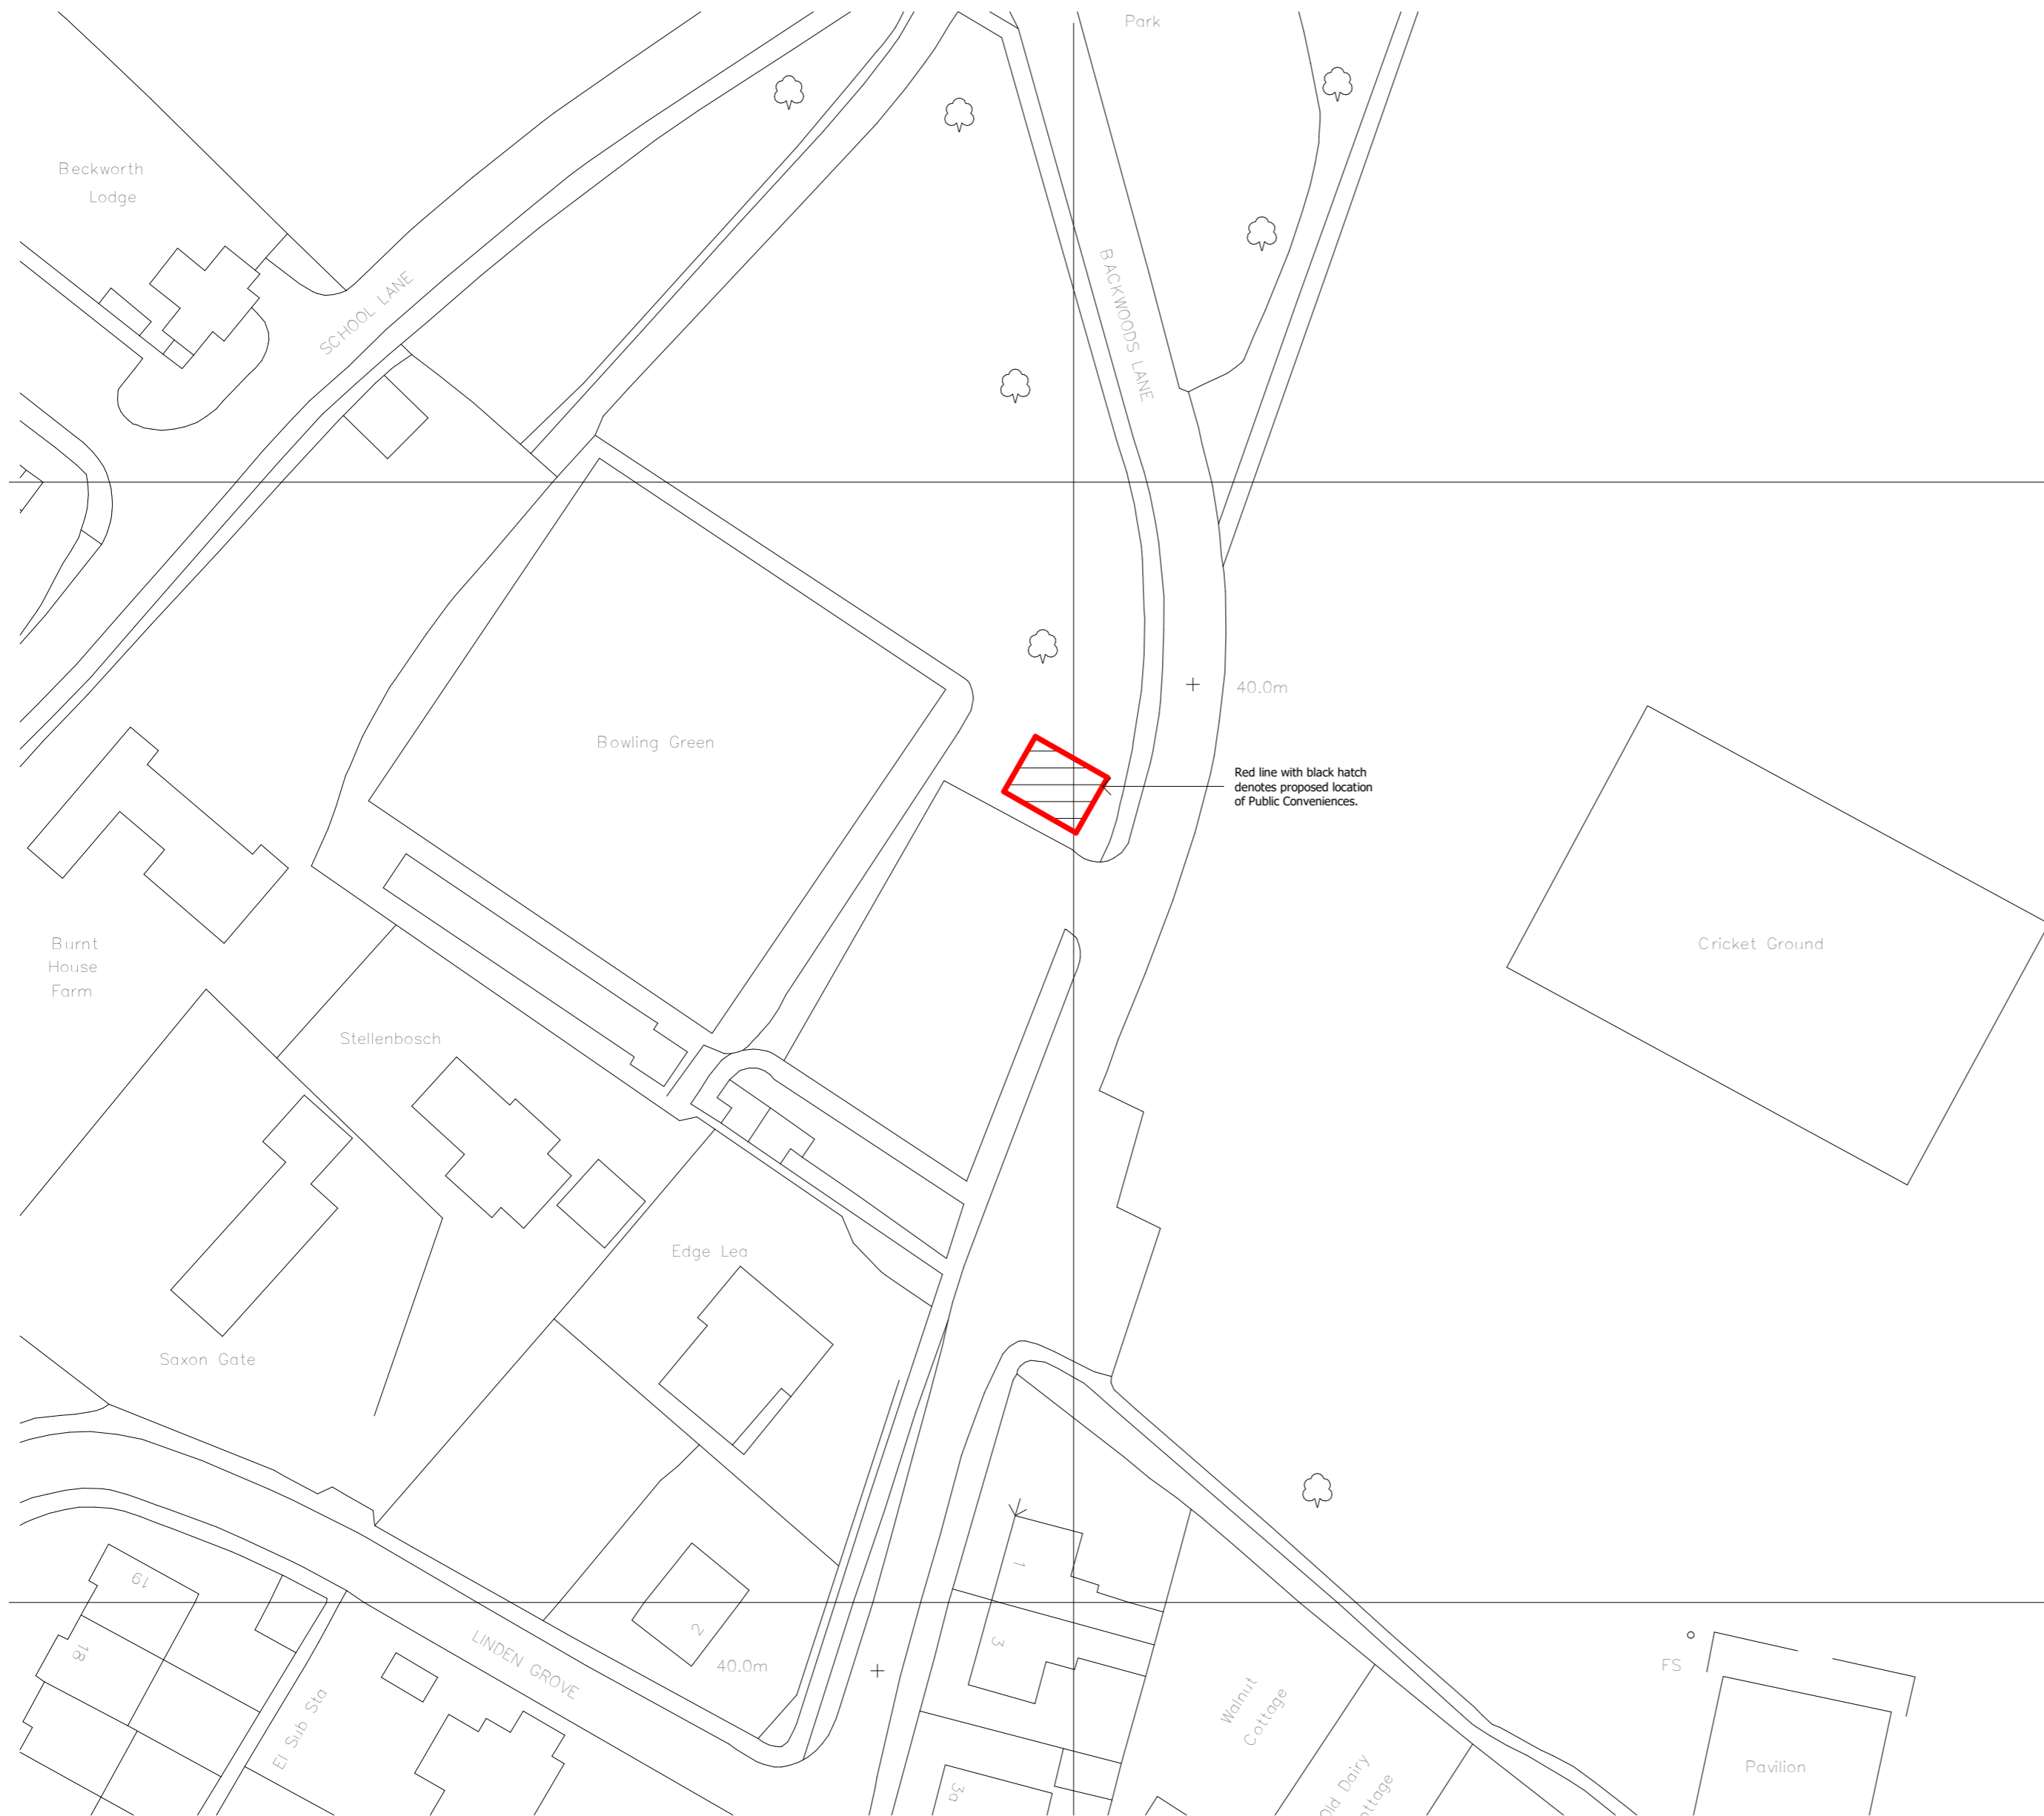 Park
Beckworth
Lodge
SCHOOL LANE
BACKWOODS LANE
40.0m
Bowling Green
Red line with black hatch
denotes proposed location
of Public Conveniences.
Burnt
House
Farm
Cricket Ground
Stellenbosch
Edge Lea
Saxon Gate
19
18
1
3
2
LINDEN GROVE
40.0m
El Sub Sta
Walnut
Cottage
FS
Pavilion
3a
Old Dairy
ottage